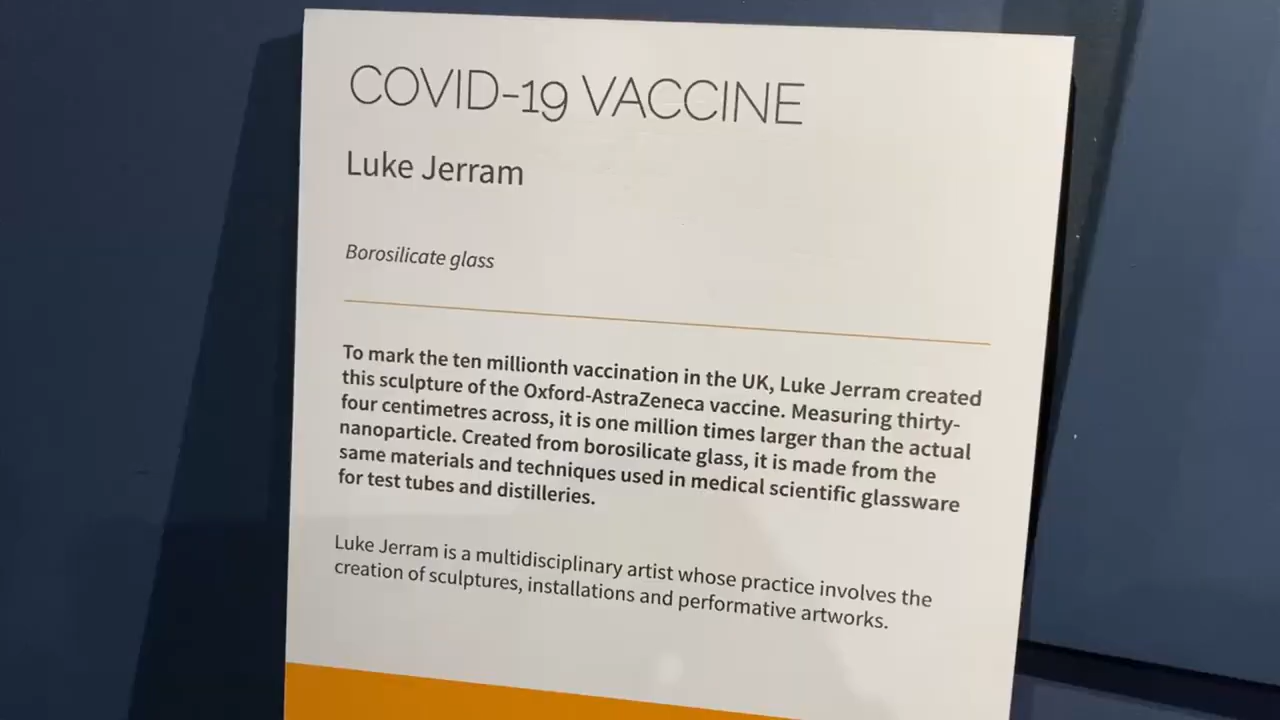 COVID-19 VACCINE
Luke Jerram
Borosilicate glass
To mark the ten millionth vaccination in the UK, Luke Jerram created
this sculpture of the Oxford-AstraZeneca vaccine. Measuring thirty-
four centimetres across, it is one million times larger than the actual
nanoparticle. Created from borosilicate glass, it is made from the
same materials and techniques used in medical scientific glassware
for test tubes and distilleries.
Luke Jerram is a multidisciplinary artist whose practice involves the
creation of sculptures, installations and performative artworks.